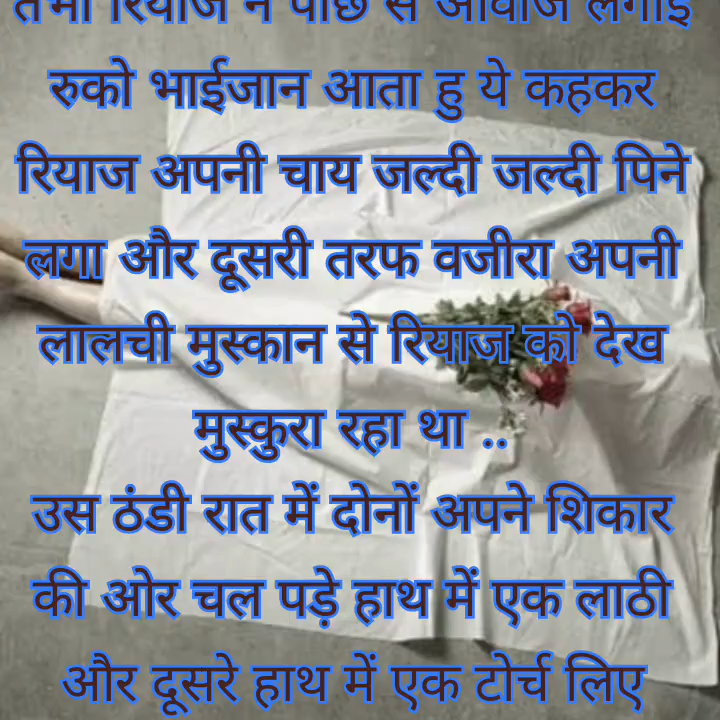 तभी रियाज ने पीछे से आवाज लगाई
रुको भाईजान आता हु ये कहकर
रियाज अपनी चाय जल्दी जल्दी पिने
लगा और दूसरी तरफ वजीरा अपनी
लालची मुस्कान से रियाज को देख
मुस्कुरा रहा था ..
उस ठंडी रात में दोनों अपने शिकार
की ओर चल पड़े हाथ में एक लाठी
और दूसरे हाथ में एक टोर्च लिए